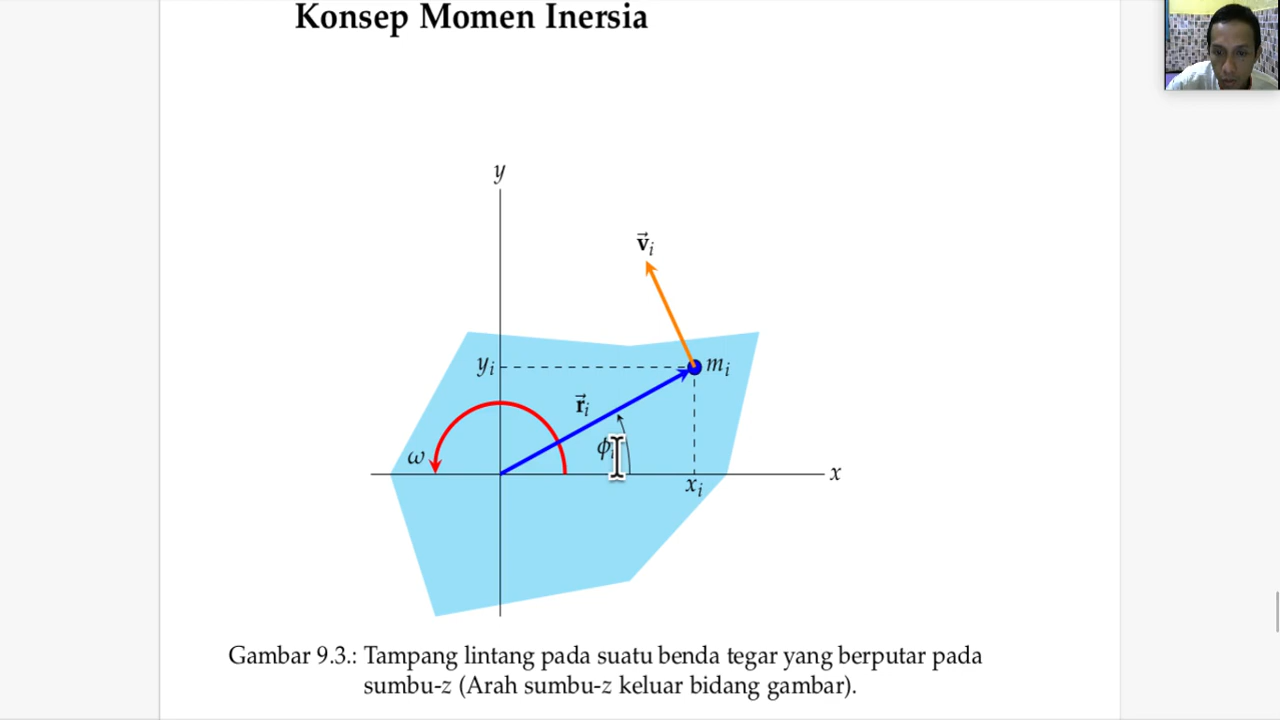 Konsep Momen Inersia
y
v⃗ᵢ
yᵢ
mᵢ
r⃗ᵢ
ω
ϕ
x
xᵢ
Gambar 9.3.: Tampang lintang pada suatu benda tegar yang berputar pada
sumbu-z (Arah sumbu-z keluar bidang gambar).